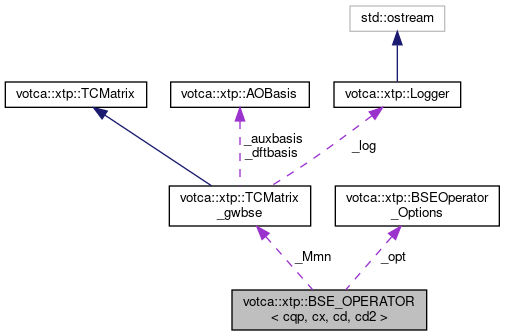 std::ostream
votca::xtp::TCMatrix
votca::xtp::AOBasis
votca::xtp::Logger
_auxbasis
_dftbasis
_log
votca::xtp::TCMatrix
_gwbse
votca::xtp::BSEOperator
_Options
_Mmn
_opt
votca::xtp::BSE_OPERATOR
< cqp, cx, cd, cd2 >